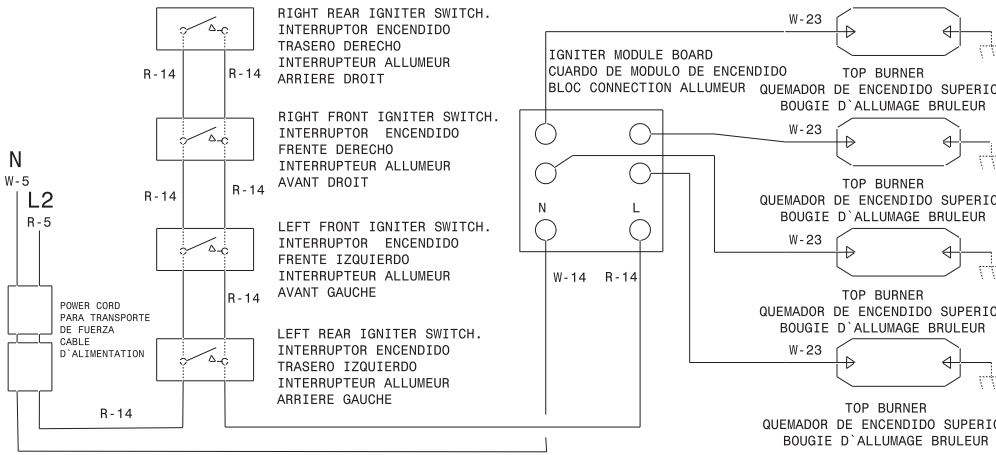 RIGHT REAR IGNITER SWITCH.
INTERRUPTOR ENCENDIDO
TRASERO DERECHO
INTERRUPTEUR ALLUMEUR
ARRIERE DROIT
R-14
R-14
RIGHT FRONT IGNITER SWITCH.
INTERRUPTOR ENCENDIDO
FRENTE DERECHO
INTERRUPTEUR ALLUMEUR
AVANT DROIT
R-14
R-14
LEFT FRONT IGNITER SWITCH.
INTERRUPTOR ENCENDIDO
FRENTE IZQUIERDO
INTERRUPTEUR ALLUMEUR
AVANT GAUCHE
R-14
LEFT REAR IGNITER SWITCH.
INTERRUPTOR ENCENDIDO
TRASERO IZQUIERDO
INTERRUPTEUR ALLUMEUR
ARRIERE GAUCHE
N
W-5
L2
R-5
POWER CORD
PARA TRANSPORTE
DE FUERZA
CABLE
D`ALIMENTATION
R-14
IGNITER MODULE BOARD
CUARDO DE MODULO DE ENCENDIDO
BLOC CONNECTION ALLUMEUR
N
L
W-14
R-14
W-23
TOP BURNER
QUEMADOR DE ENCENDIDO
BOUGIE D`ALLUMAGE BRULEUR
W-23
TOP BURNER
QUEMADOR DE ENCENDIDO
BOUGIE D`ALLUMAGE BRULEUR
W-23
TOP BURNER
QUEMADOR DE ENCENDIDO
BOUGIE D`ALLUMAGE BRULEUR
W-23
TOP BURNER
QUEMADOR DE ENCENDIDO
BOUGIE D`ALLUMAGE BRULEUR